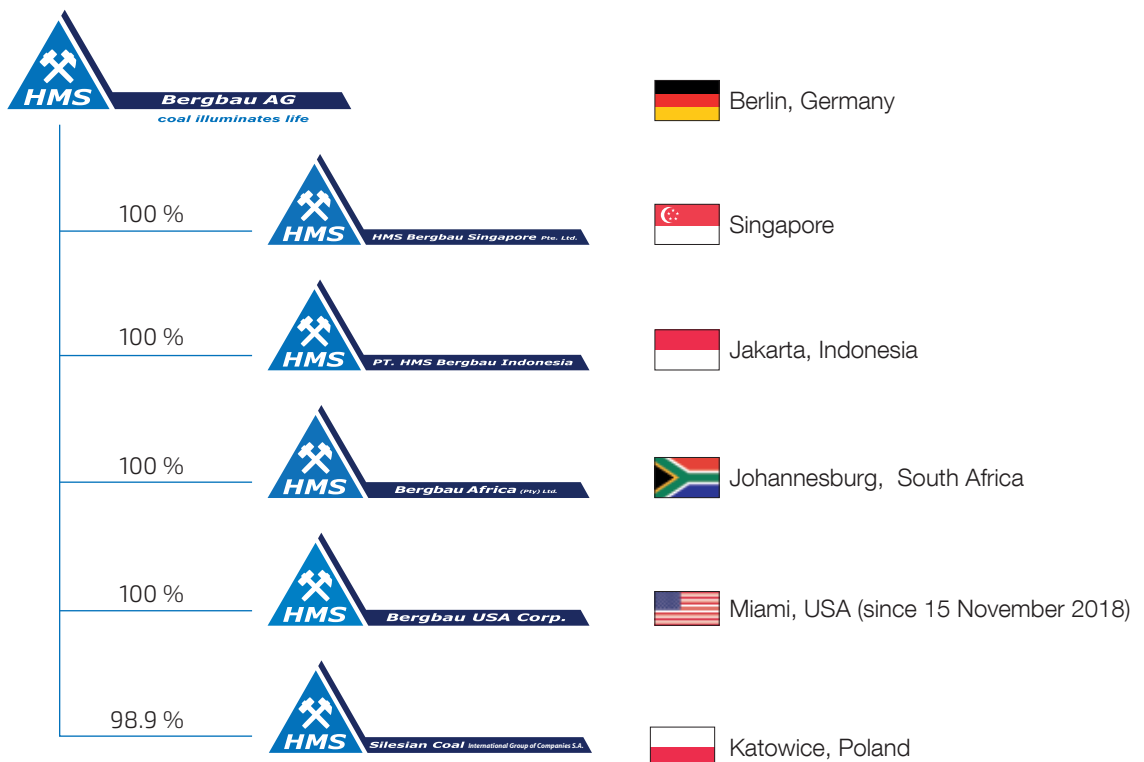 HMS
Bergbau AG
coal illuminates life
Berlin, Germany
100 %
HMS
HMS Bergbau Singapore Pte. Ltd.
Singapore
100 %
HMS
PT. HMS Bergbau Indonesia
Jakarta, Indonesia
100 %
HMS
Bergbau Africa (Pty) Ltd.
Johannesburg, South Africa
100 %
HMS
Bergbau USA Corp.
Miami, USA (since 15 November 2018)
98.9 %
HMS
Silesian Coal International Group of Companies S.A.
Katowice, Poland